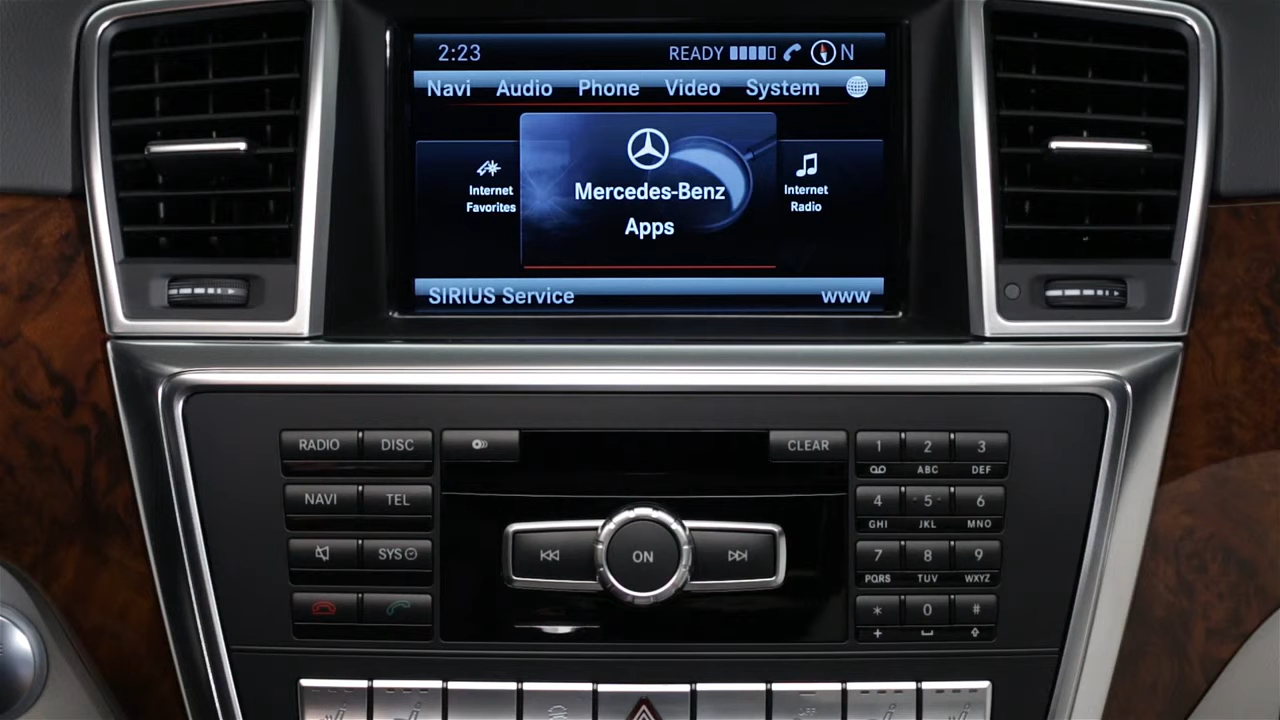 2:23 READY N
Navi Audio Phone Video System
Internet
Favorites
Mercedes-Benz
Apps
Internet
Radio
SIRIUS Service www
RADIO DISC CLEAR 1 2 3
ABC DEF
NAVI TEL 4 5 6
GHI JKL MNO
SYS 7 8 9
PQRS TUV WXYZ
ON
* 0 #
+
OFF